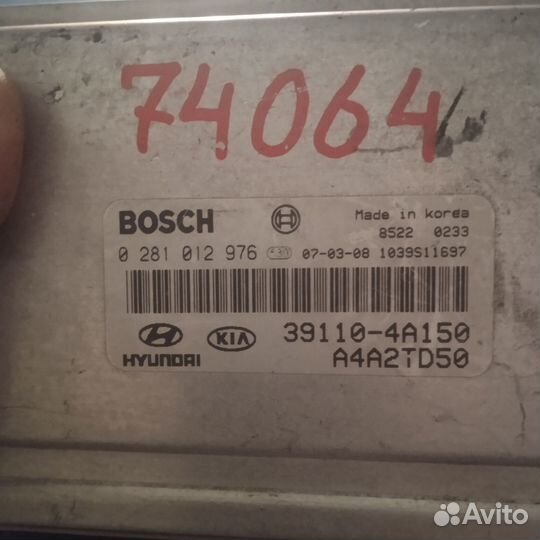 74064
BOSCH
Made in korea
8522 0233
0 281 012 976
07-03-08 1039S11697
HYUNDAI
KIA
39110-4A150
A4A2TD50
Avito